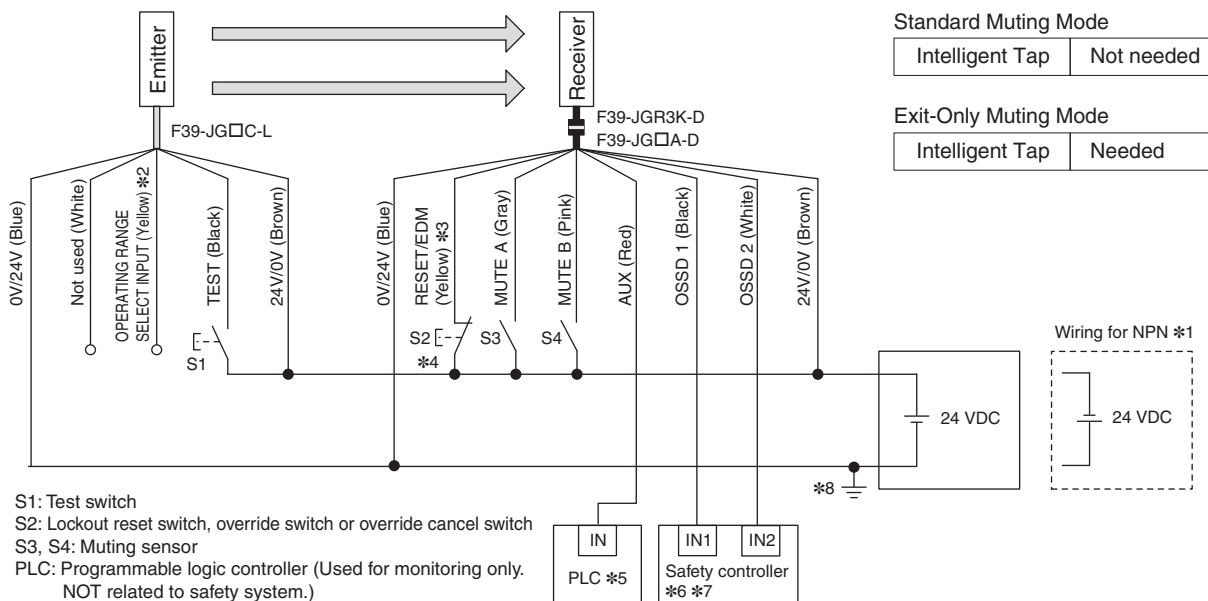 Emitter
Receiver
F39-JG□C-L
F39-JGR3K-D
F39-JG□A-D
Standard Muting Mode
Intelligent Tap Not needed
Exit-Only Muting Mode
Intelligent Tap Needed
0V/24V (Blue)
Not used (White)
OPERATING RANGE
SELECT INPUT (Yellow) *2
TEST (Black)
24V/0V (Brown)
0V/24V (Blue)
RESET/EDM
(Yellow) *3
MUTE A (Gray)
MUTE B (Pink)
AUX (Red)
OSSD 1 (Black)
OSSD 2 (White)
24V/0V (Brown)
S1
S2
*4
S3
S4
24 VDC
Wiring for NPN *1
24 VDC
*8
S1: Test switch
S2: Lockout reset switch, override switch or override cancel switch
S3, S4: Muting sensor
PLC: Programmable logic controller (Used for monitoring only.
NOT related to safety system.)
IN
PLC *5
IN1
IN2
Safety controller
*6 *7